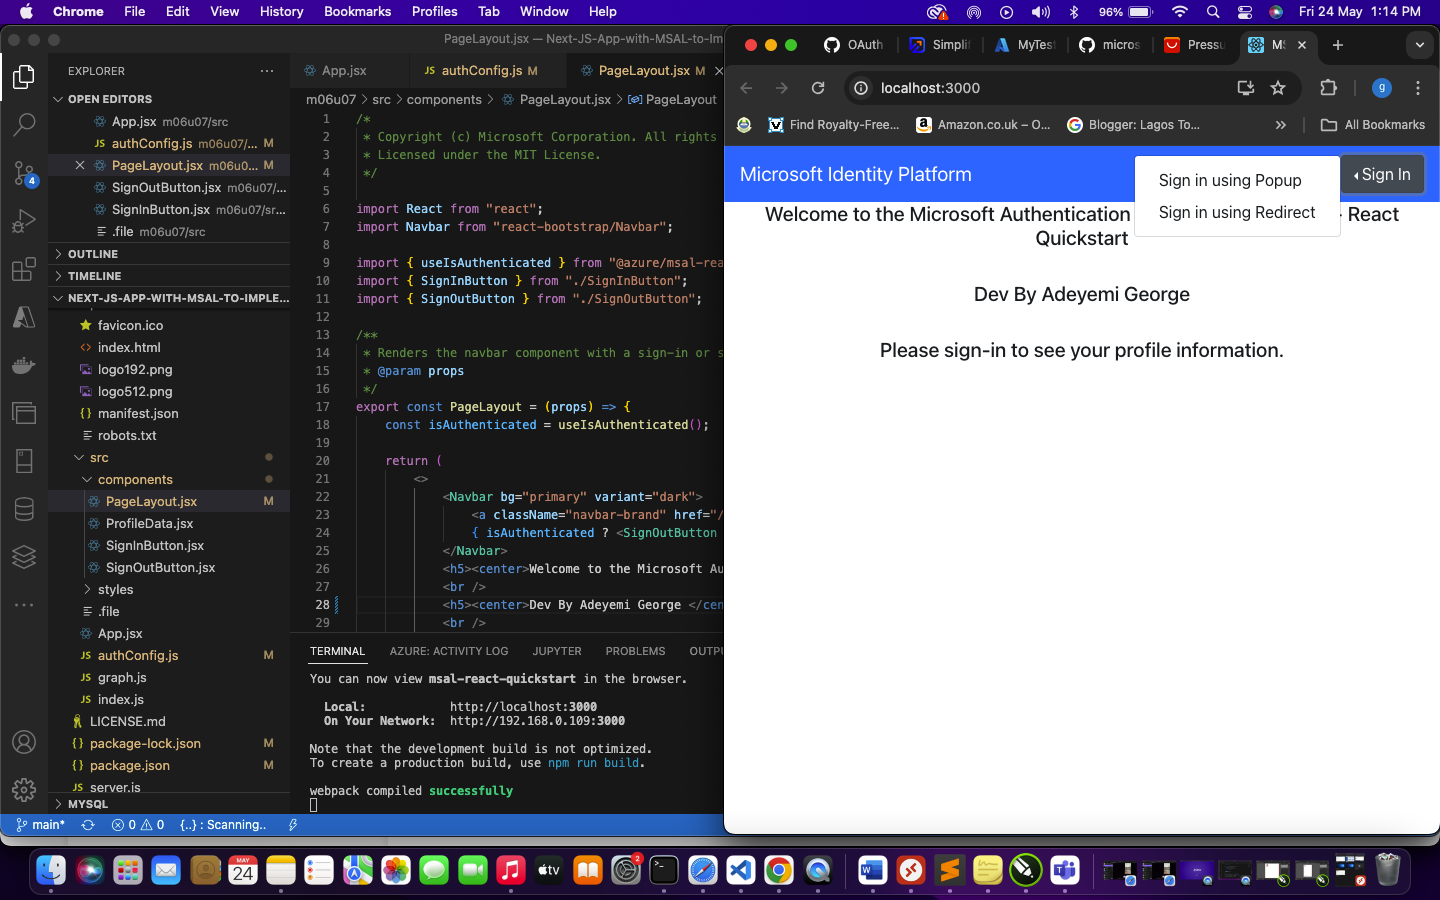 Chrome File Edit View History Bookmarks Profiles Tab Window Help 96% Fri 24 May 1:14 PM
PageLayout.jsx — Next-JS-App-with-MSAL-to-Im
EXPLORER
OPEN EDITORS
App.jsx m06u07/src
JS authConfig.js m06u07/... M
PageLayout.jsx m06u0... M
SignOutButton.jsx m06u07/...
SignInButton.jsx m06u07/sr...
.file m06u07/src
OUTLINE
TIMELINE
NEXT-JS-APP-WITH-MSAL-TO-IMPLE...
favicon.ico
index.html
logo192.png
logo512.png
manifest.json
robots.txt
src
components
PageLayout.jsx M
ProfileData.jsx
SignInButton.jsx
SignOutButton.jsx
styles
.file
App.jsx
JS authConfig.js M
JS graph.js
JS index.js
LICENSE.md
{} package-lock.json M
{} package.json M
JS server.js
MYSQL
4
App.jsx JS authConfig.js M PageLayout.jsx M
m06u07 > src > components > PageLayout.jsx > PageLayout
1 /*
2 * Copyright (c) Microsoft Corporation. All rights
3 * Licensed under the MIT License.
4 */
5
6 import React from "react";
7 import Navbar from "react-bootstrap/Navbar";
8
9 import { useIsAuthenticated } from "@azure/msal-rea
10 import { SignInButton } from "./SignInButton";
11 import { SignOutButton } from "./SignOutButton";
12
13 /**
14 * Renders the navbar component with a sign-in or s
15 * @param props
16 */
17 export const PageLayout = (props) => {
18 const isAuthenticated = useIsAuthenticated();
19
20 return (
21 <>
22 <Navbar bg="primary" variant="dark">
23 <a className="navbar-brand" href="/
24 { isAuthenticated ? <SignOutButton
25 </Navbar>
26 <h5><center>Welcome to the Microsoft Au
27 <br />
28 <h5><center>Dev By Adeyemi George </cen
29 <br />
TERMINAL AZURE: ACTIVITY LOG JUPYTER PROBLEMS OUTPU
You can now view msal-react-quickstart in the browser.
Local: http://localhost:3000
On Your Network: http://192.168.0.109:3000
Note that the development build is not optimized.
To create a production build, use npm run build.
webpack compiled successfully
main* 0 0 {..} : Scanning..
OAuth Simplif MyTest micros Pressu MS
localhost:3000 g
Find Royalty-Free... Amazon.co.uk – O... Blogger: Lagos To... » All Bookmarks
Microsoft Identity Platform
Sign In
Sign in using Popup
Sign in using Redirect
Welcome to the Microsoft Authentication - React
Quickstart
Dev By Adeyemi George
Please sign-in to see your profile information.
MAY
24
tv
2